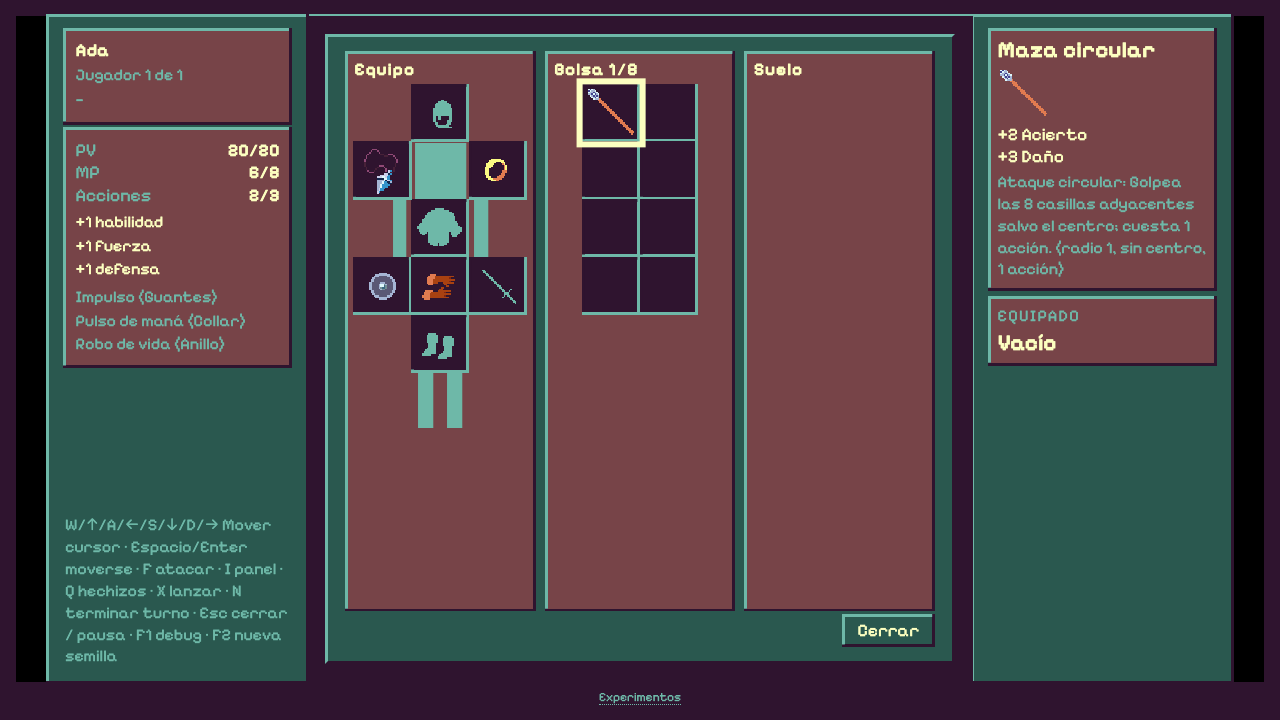 Ada
Jugador 1 de 1
–
PV 80/80
MP 6/8
Acciones 2/3
+1 habilidad
+1 fuerza
+1 defensa
Impulso (Guantes)
Pulso de maná (Collar)
Robo de vida (Anillo)
W/↑/A/←/S/↓/D/→ Mover
cursor · Espacio/Enter
moverse · F atacar · I panel ·
Q hechizos · X lanzar · N
terminar turno · Esc cerrar
/ pausa · F1 debug · F2 nueva
semilla
Equipo
Bolsa 1/8
Suelo
Cerrar
Maza circular
+2 Acierto
+3 Daño
Ataque circular: Golpea
las 8 casillas adyacentes
salvo el centro; cuesta 1
acción. (radio 1, sin centro,
1 acción)
EQUIPADO
Vacío
Experimentos